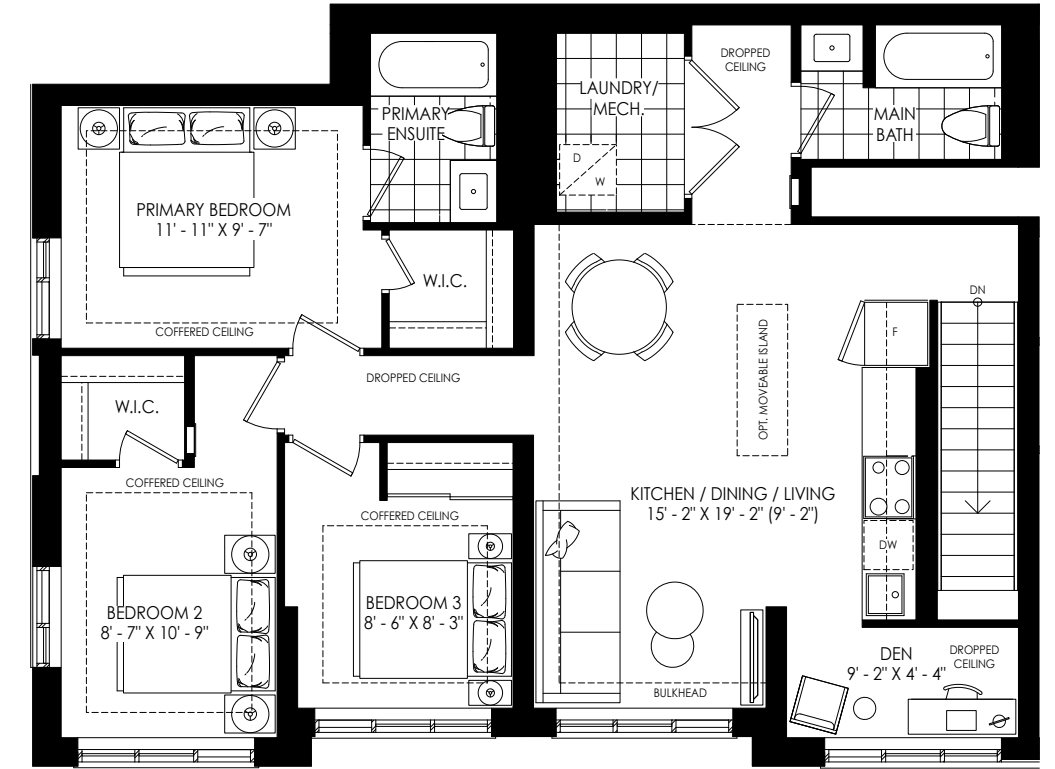 DROPPED
CEILING
LAUNDRY/
MECH.
PRIMARY
ENSUITE
MAIN
BATH
D
W
PRIMARY BEDROOM
11' - 11" X 9' - 7"
W.I.C.
DN
COFFERED CEILING
F
DROPPED CEILING
OPT. MOVEABLE ISLAND
W.I.C.
COFFERED CEILING
COFFERED CEILING
KITCHEN / DINING / LIVING
15' - 2" X 19' - 2" (9' - 2")
DW
BEDROOM 3
8' - 6" X 8' - 3"
BEDROOM 2
8' - 7" X 10' - 9"
DEN
9' - 2" X 4' - 4"
DROPPED
CEILING
BULKHEAD